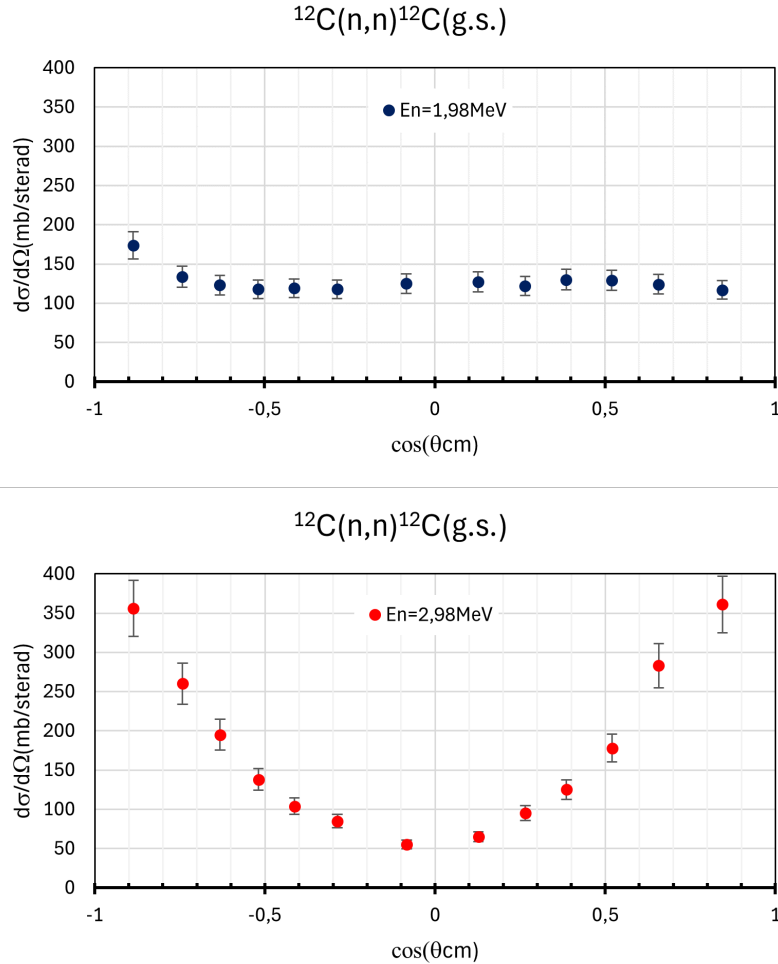 ¹²C(n,n)¹²C(g.s.)
400
350
300
250
200
150
100
50
0
dσ/dΩ(mb/sterad)
En=1,98MeV
-1 -0,5 0 0,5 1
cos(θcm)
¹²C(n,n)¹²C(g.s.)
400
350
300
250
200
150
100
50
0
dσ/dΩ(mb/sterad)
En=2,98MeV
-1 -0,5 0 0,5 1
cos(θcm)